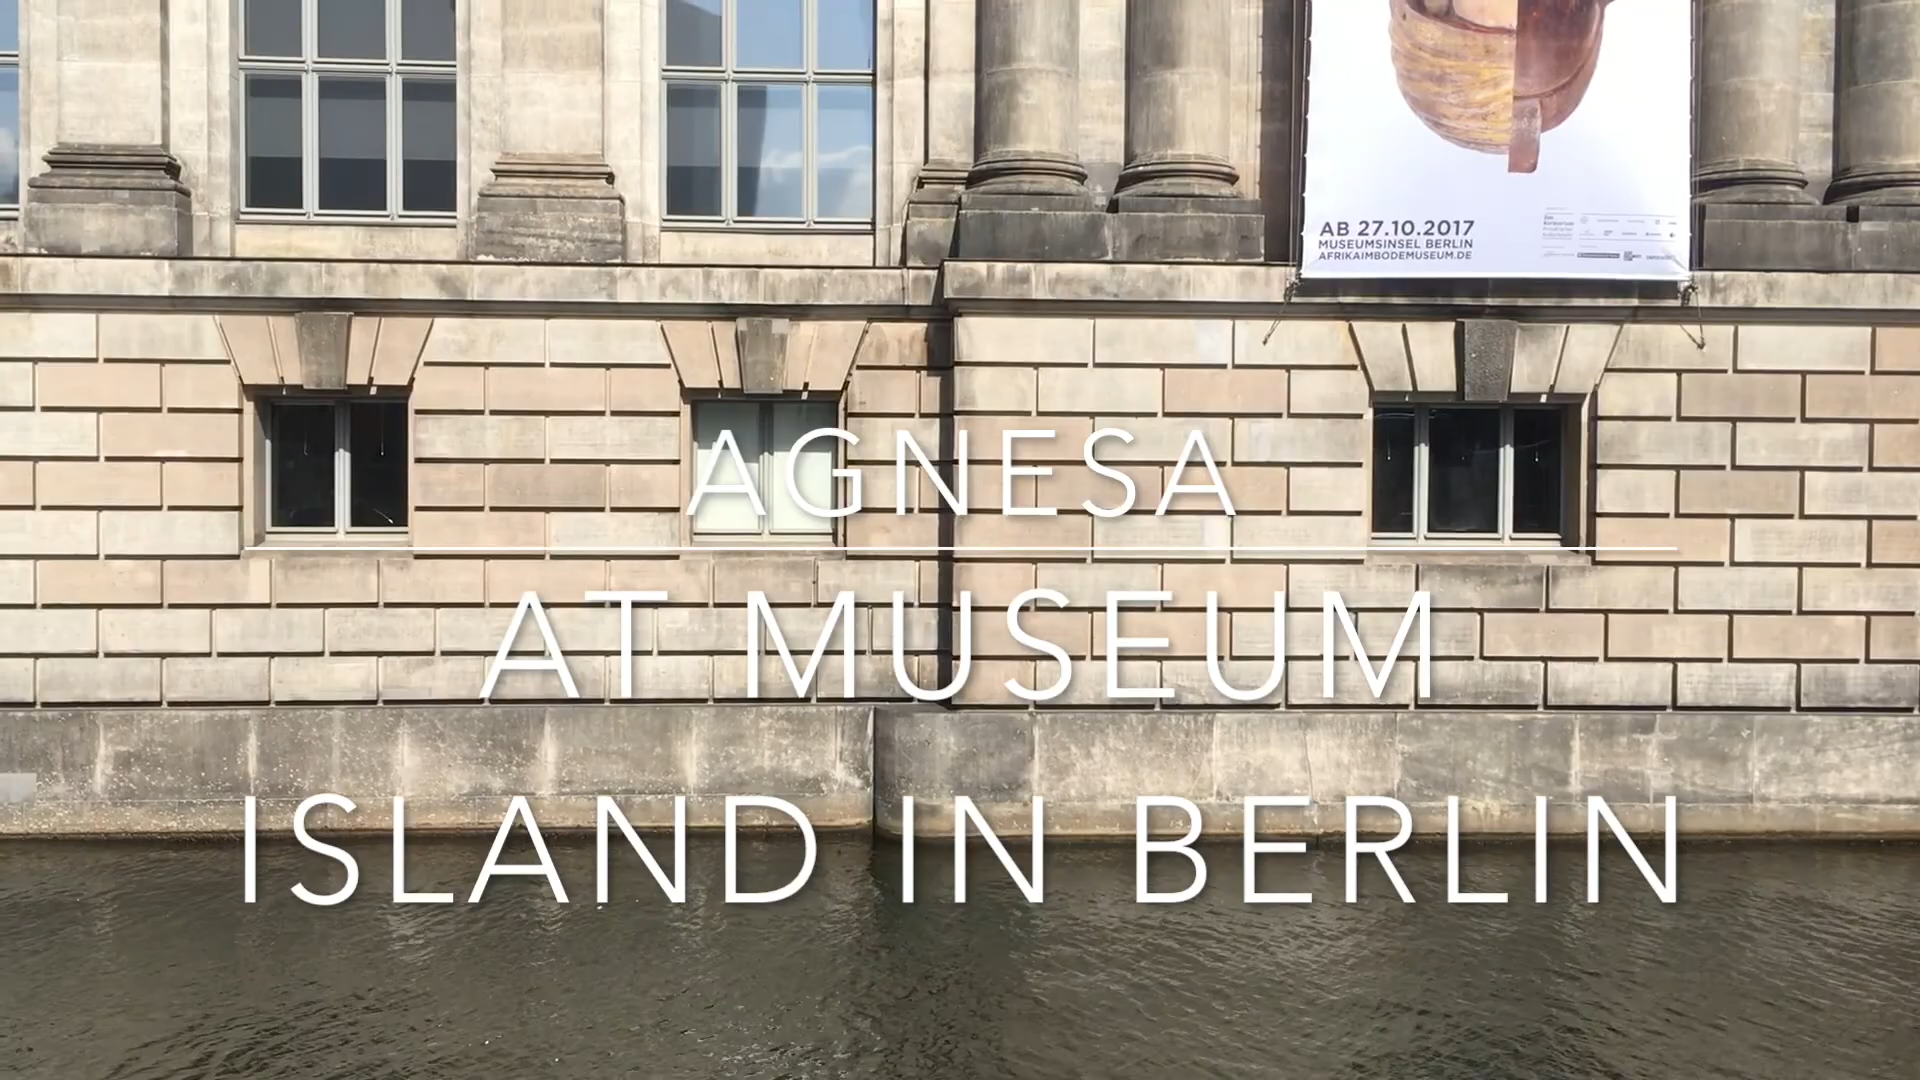 AB 27.10.2017
MUSEUMSINSEL BERLIN
AFRIKAIMBODEMUSEUM.DE
AGNESA
AT MUSEUM
ISLAND IN BERLIN